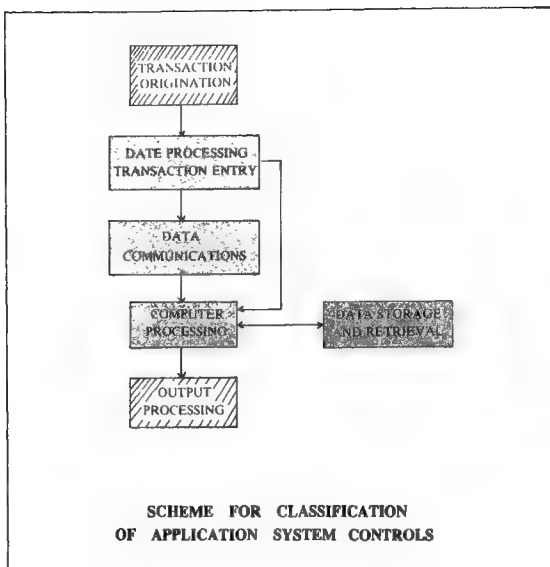 TRANSACTION
ORIGINATION
DATE PROCESSING
TRANSACTION ENTRY
DATA
COMMUNICATIONS
COMPUTER
PROCESSING
DATA STORAGE
AND RETRIEVAL
OUTPUT
PROCESSING
SCHEME FOR CLASSIFICATION
OF APPLICATION SYSTEM CONTROLS